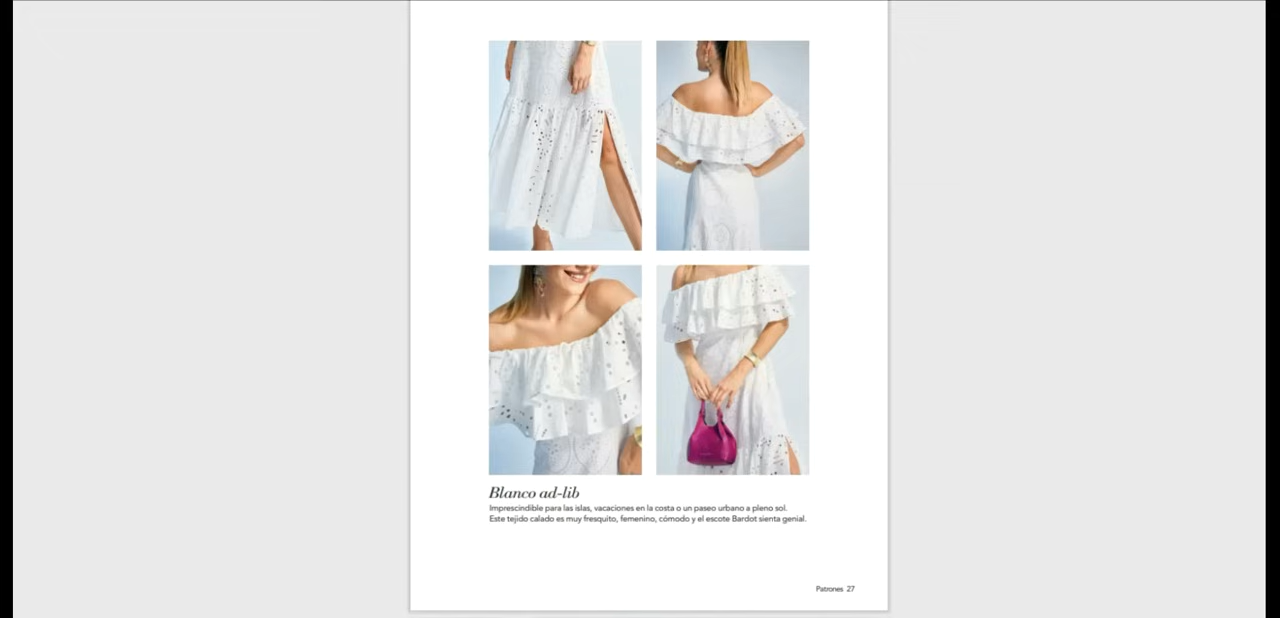 Blanco ad-lib
Imprescindible para las islas, vacaciones en la costa o un paseo urbano a pleno sol.
Este tejido calado es muy fresquito, femenino, cómodo y el escote Bardot sienta genial.
Patrones 27